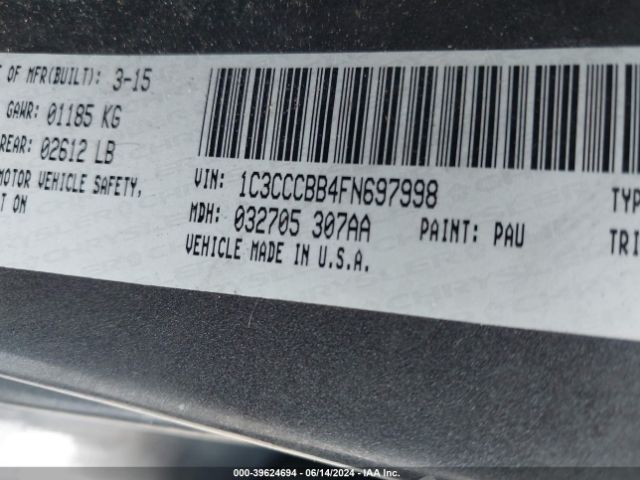 T OF MFR(BUILT): 3-15
GAWR: 01185 KG
REAR: 02612 LB
MOTOR VEHICLE SAFETY,
T ON
VIN: 1C3CCCBB4FN697998
MDH: 032705 307AA
PAINT: PAU
VEHICLE MADE IN U.S.A.
TYP
TRI
CHRYSLER
000-39624694 / 06/14/2024 - IAA Inc.